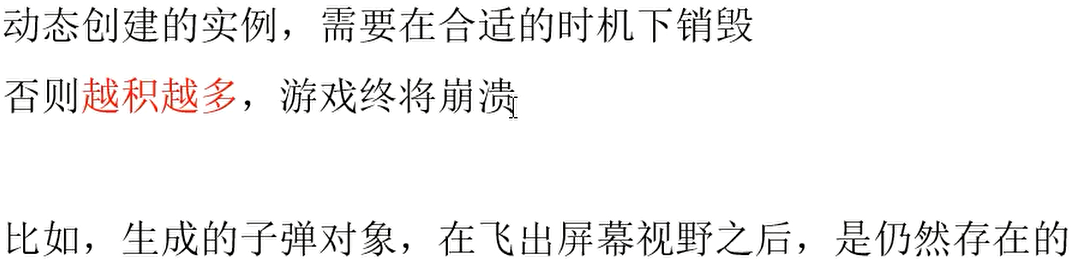 动态创建的实例，需要在合适的时机下销毁
否则越积越多，游戏终将崩溃
比如，生成的子弹对象，在飞出屏幕视野之后，是仍然存在的